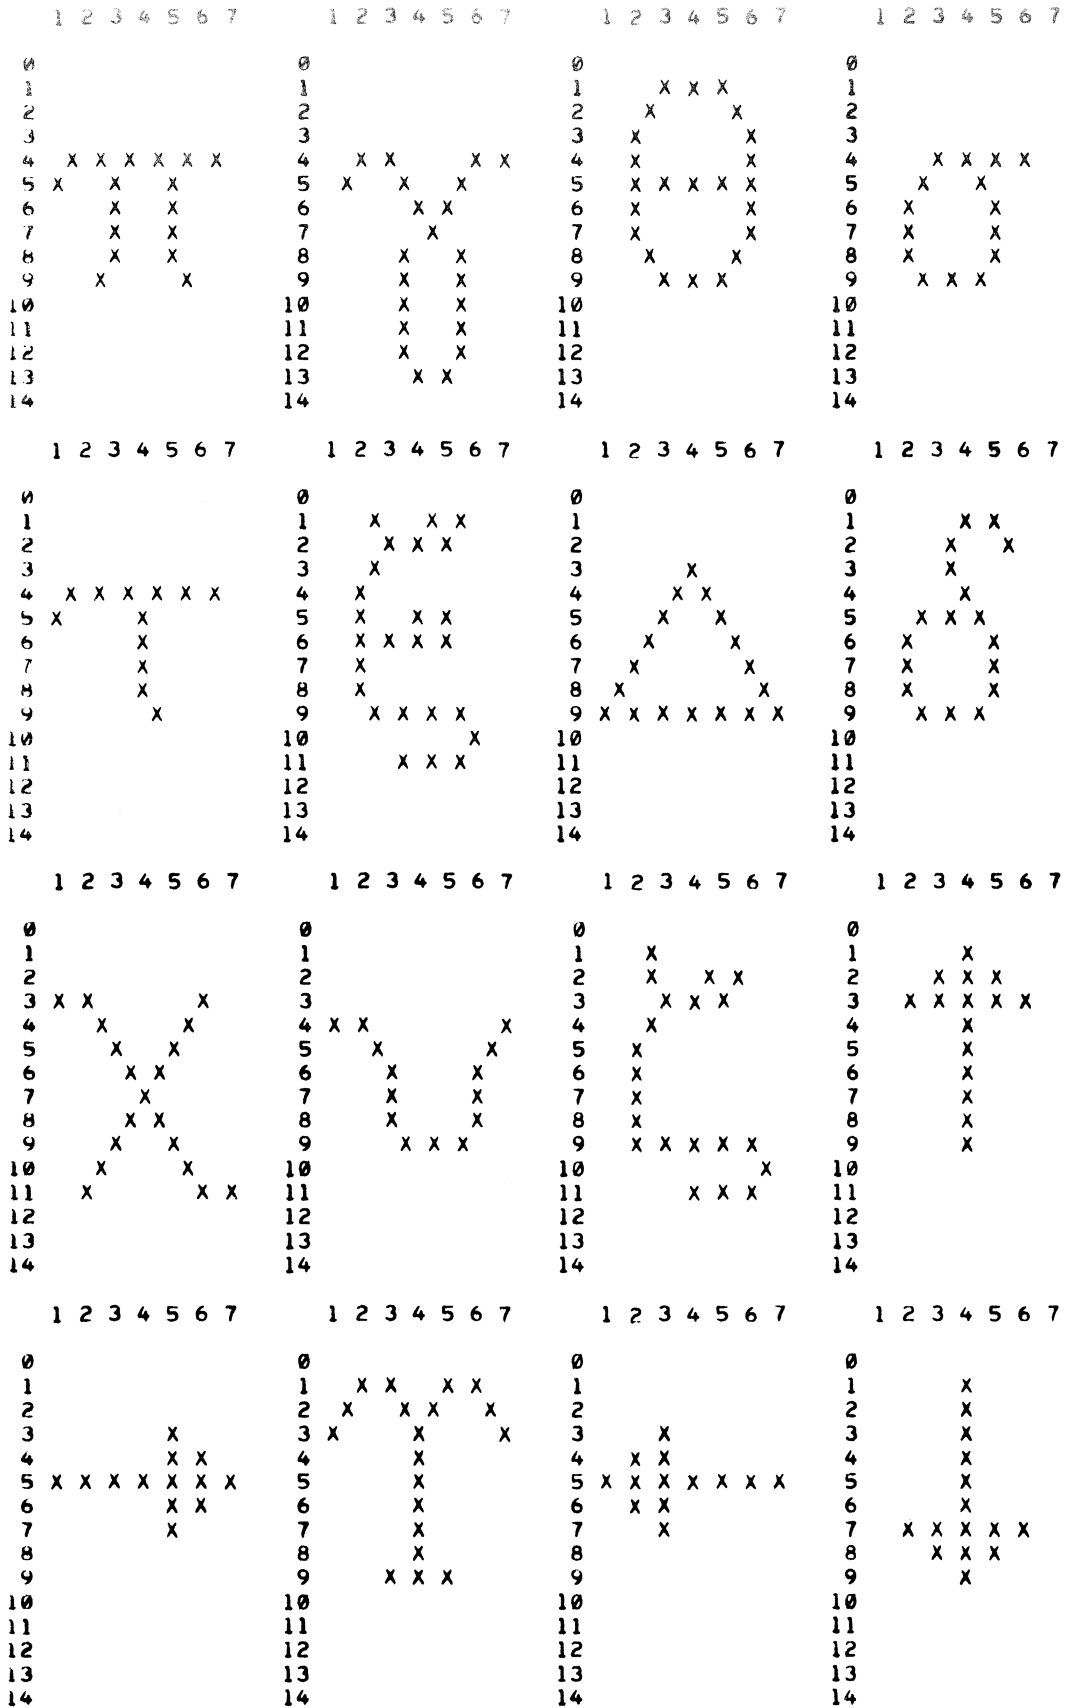 1 2 3 4 5 6 7 1 2 3 4 5 6 7 1 2 3 4 5 6 7 1 2 3 4 5 6 7
0 0 0 0
1 1 1 X X X 1
2 2 2 X X 2
3 3 3 X X 3
4 X X X X X X 4 X X X X 4 X X 4 X X X X
5 X X X 5 X X X 5 X X X X X 5 X X
6 X X 6 X X 6 X X 6 X X
7 X X 7 X 7 X X 7 X X
8 X X 8 X X 8 X X 8 X X
9 X X 9 X X 9 X X X 9 X X X
10 10 X X 10 10
11 11 X X 11 11
12 12 X X 12 12
13 13 X X 13 13
14 14 14 14
1 2 3 4 5 6 7 1 2 3 4 5 6 7 1 2 3 4 5 6 7 1 2 3 4 5 6 7
0 0 0 0
1 1 X X X 1 1 X X
2 2 X X X 2 2 X X
3 3 X 3 X 3 X
4 X X X X X X 4 X 4 X X 4 X
5 X X 5 X X X 5 X X 5 X X X
6 X 6 X X X X 6 X X 6 X X
7 X 7 X 7 X X 7 X X
8 X 8 X 8 X X 8 X X
9 X 9 X X X X 9 X X X X X X X 9 X X X
10 10 X 10 10
11 11 X X X 11 11
12 12 12 12
13 13 13 13
14 14 14 14
1 2 3 4 5 6 7 1 2 3 4 5 6 7 1 2 3 4 5 6 7 1 2 3 4 5 6 7
0 0 0 0
1 1 1 X 1 X
2 2 2 X X X 2 X X X
3 X X X 3 3 X X X 3 X X X X X
4 X X 4 X X X 4 X 4 X
5 X X 5 X X 5 X 5 X
6 X X 6 X X 6 X 6 X
7 X 7 X X 7 X 7 X
8 X X 8 X X 8 X 8 X
9 X X 9 X X X 9 X X X X X 9 X
10 X X 10 10 X 10
11 X X X 11 11 X X X 11
12 12 12 12
13 13 13 13
14 14 14 14
1 2 3 4 5 6 7 1 2 3 4 5 6 7 1 2 3 4 5 6 7 1 2 3 4 5 6 7
0 0 0 0
1 1 X X X X 1 1 X
2 2 X X X X 2 2 X
3 X 3 X X X 3 X 3 X
4 X X 4 X 4 X X 4 X
5 X X X X X X X 5 X 5 X X X X X X X 5 X
6 X X 6 X 6 X X 6 X
7 X 7 X 7 X 7 X X X X X
8 8 X 8 8 X X X
9 9 X X X 9 9 X
10 10 10 10
11 11 11 11
12 12 12 12
13 13 13 13
14 14 14 14